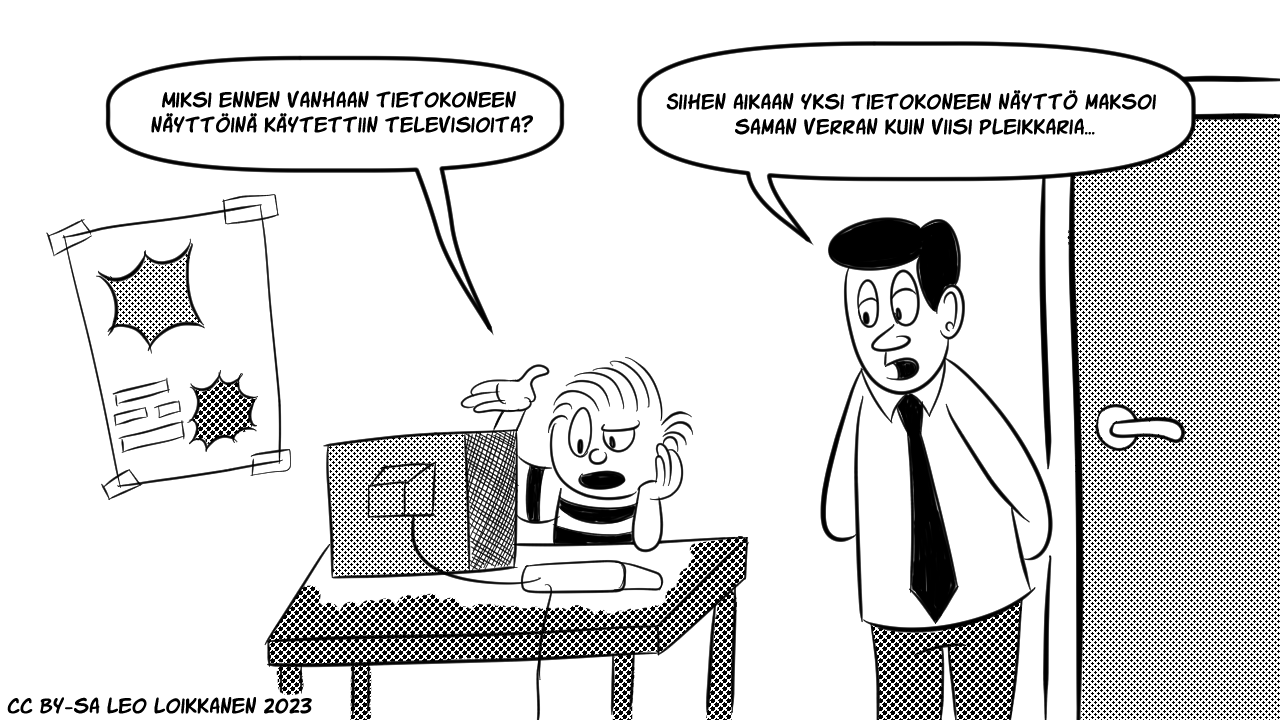 MIKSI ENNEN VANHAAN TIETOKONEEN
NÄYTTÖINÄ KÄYTETTIIN TELEVISIOITA?
SIIHEN AIKAAN YKSI TIETOKONEEN NÄYTTÖ MAKSOI
SAMAN VERRAN KUIN VIISI PLEIKKARIA...
CC BY-SA LEO LOIKKANEN 2023